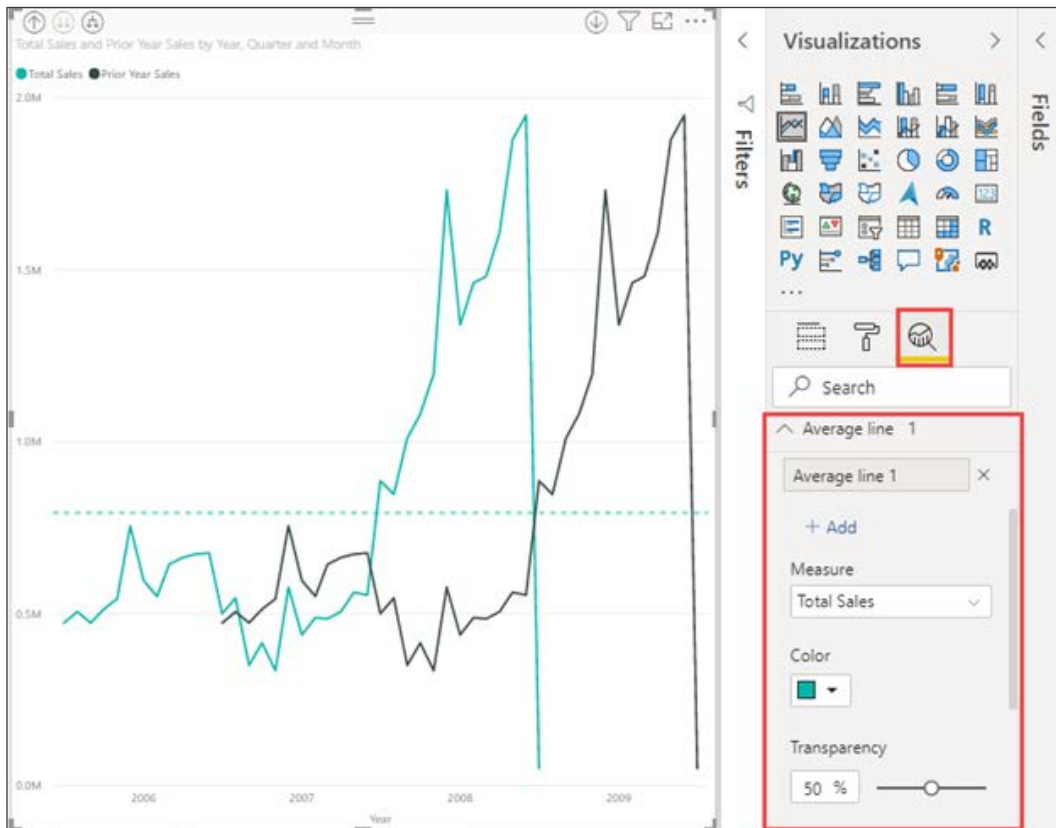 Total Sales and Prior Year Sales by Year, Quarter and Month
Total Sales Prior Year Sales
2.0M
1.5M
1.0M
0.5M
0.0M
2006 2007 2008 2009
Year
Filters
Visualizations
123
R
Py
...
Search
Average line 1
Average line 1
+ Add
Measure
Total Sales
Color
Transparency
50 %
Fields